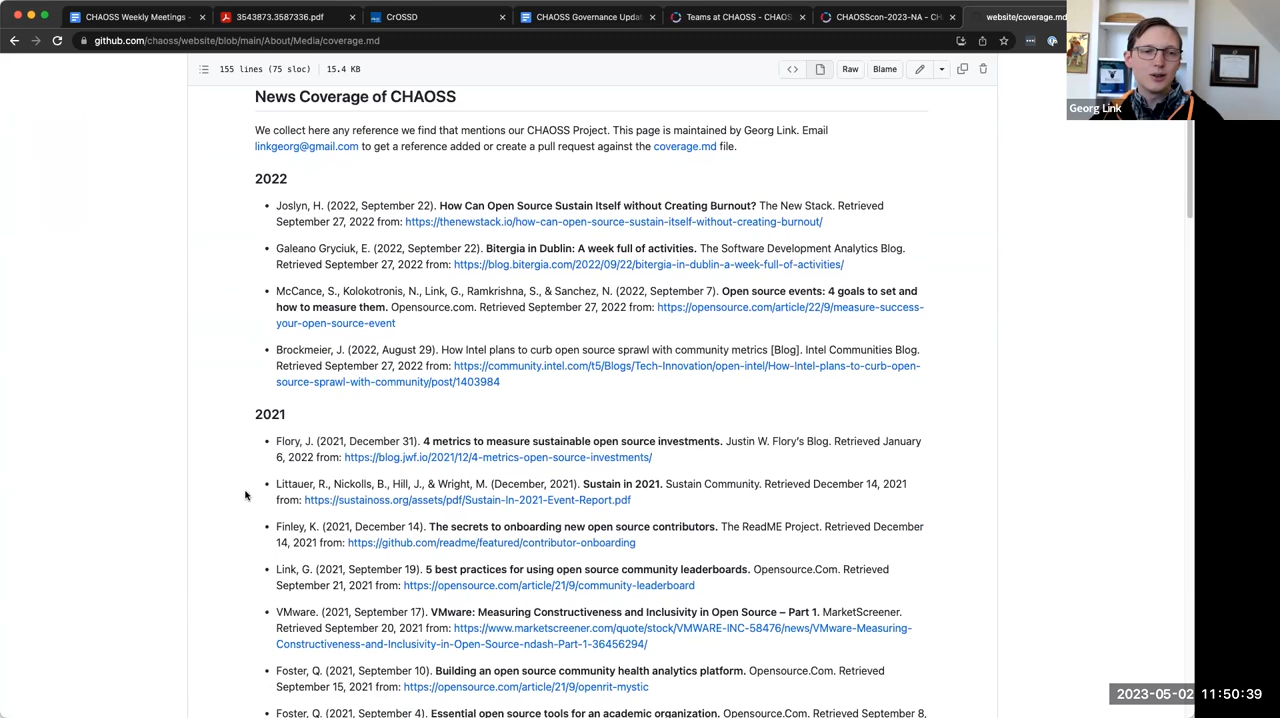 CHAOSS Weekly Meetings -
3543873.3587336.pdf
CrOSSD
CHAOSS Governance Updat
Teams at CHAOSS - CHAOS
CHAOSScon-2023-NA - CH
website/coverage.md
github.com/chaoss/website/blob/main/About/Media/coverage.md
Georg Link
155 lines (75 sloc) 15.4 KB
Raw
Blame
News Coverage of CHAOSS
We collect here any reference we find that mentions our CHAOSS Project. This page is maintained by Georg Link. Email
linkgeorg@gmail.com to get a reference added or create a pull request against the coverage.md file.
2022
Joslyn, H. (2022, September 22). How Can Open Source Sustain Itself without Creating Burnout? The New Stack. Retrieved
September 27, 2022 from: https://thenewstack.io/how-can-open-source-sustain-itself-without-creating-burnout/
Galeano Gryciuk, E. (2022, September 22). Bitergia in Dublin: A week full of activities. The Software Development Analytics Blog.
Retrieved September 27, 2022 from: https://blog.bitergia.com/2022/09/22/bitergia-in-dublin-a-week-full-of-activities/
McCance, S., Kolokotronis, N., Link, G., Ramkrishna, S., & Sanchez, N. (2022, September 7). Open source events: 4 goals to set and
how to measure them. Opensource.com. Retrieved September 27, 2022 from: https://opensource.com/article/22/9/measure-success-
your-open-source-event
Brockmeier, J. (2022, August 29). How Intel plans to curb open source sprawl with community metrics [Blog]. Intel Communities Blog.
Retrieved September 27, 2022 from: https://community.intel.com/t5/Blogs/Tech-Innovation/open-intel/How-Intel-plans-to-curb-open-
source-sprawl-with-community/post/1403984
2021
Flory, J. (2021, December 31). 4 metrics to measure sustainable open source investments. Justin W. Flory's Blog. Retrieved January
6, 2022 from: https://blog.jwf.io/2021/12/4-metrics-open-source-investments/
Littauer, R., Nickolls, B., Hill, J., & Wright, M. (December, 2021). Sustain in 2021. Sustain Community. Retrieved December 14, 2021
from: https://sustainoss.org/assets/pdf/Sustain-In-2021-Event-Report.pdf
Finley, K. (2021, December 14). The secrets to onboarding new open source contributors. The ReadME Project. Retrieved December
14, 2021 from: https://github.com/readme/featured/contributor-onboarding
Link, G. (2021, September 19). 5 best practices for using open source community leaderboards. Opensource.Com. Retrieved
September 21, 2021 from: https://opensource.com/article/21/9/community-leaderboard
VMware. (2021, September 17). VMware: Measuring Constructiveness and Inclusivity in Open Source – Part 1. MarketScreener.
Retrieved September 20, 2021 from: https://www.marketscreener.com/quote/stock/VMWARE-INC-58476/news/VMware-Measuring-
Constructiveness-and-Inclusivity-in-Open-Source-ndash-Part-1-36456294/
Foster, Q. (2021, September 10). Building an open source community health analytics platform. Opensource.Com. Retrieved
September 15, 2021 from: https://opensource.com/article/21/9/openrit-mystic
Foster, Q. (2021, September 4). Essential open source tools for an academic organization. Opensource.Com. Retrieved September 8,
2023-05-02 11:50:39